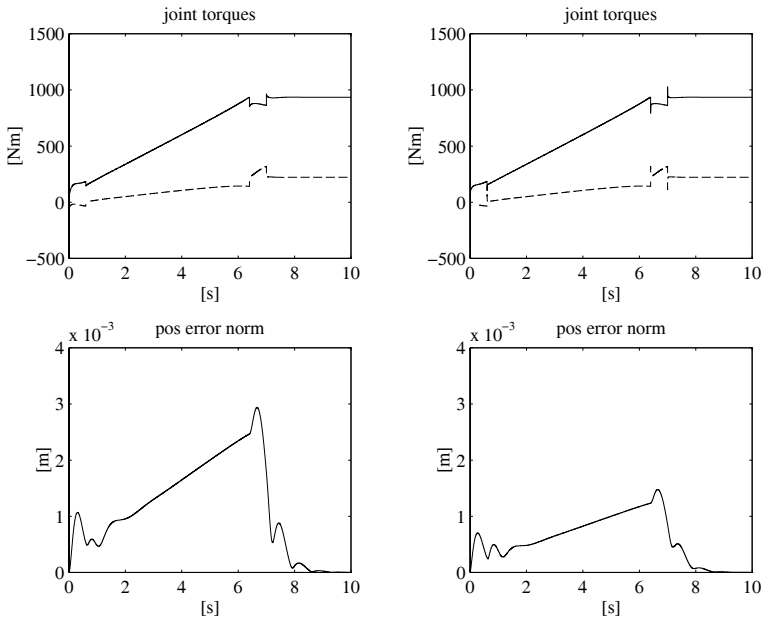 joint torques
1500
1000
500
0
−500
[Nm]
0 2 4 6 8 10
[s]
joint torques
1500
1000
500
0
−500
[Nm]
0 2 4 6 8 10
[s]
x 10−3
pos error norm
4
3
2
1
0
[m]
0 2 4 6 8 10
[s]
x 10−3
pos error norm
4
3
2
1
0
[m]
0 2 4 6 8 10
[s]